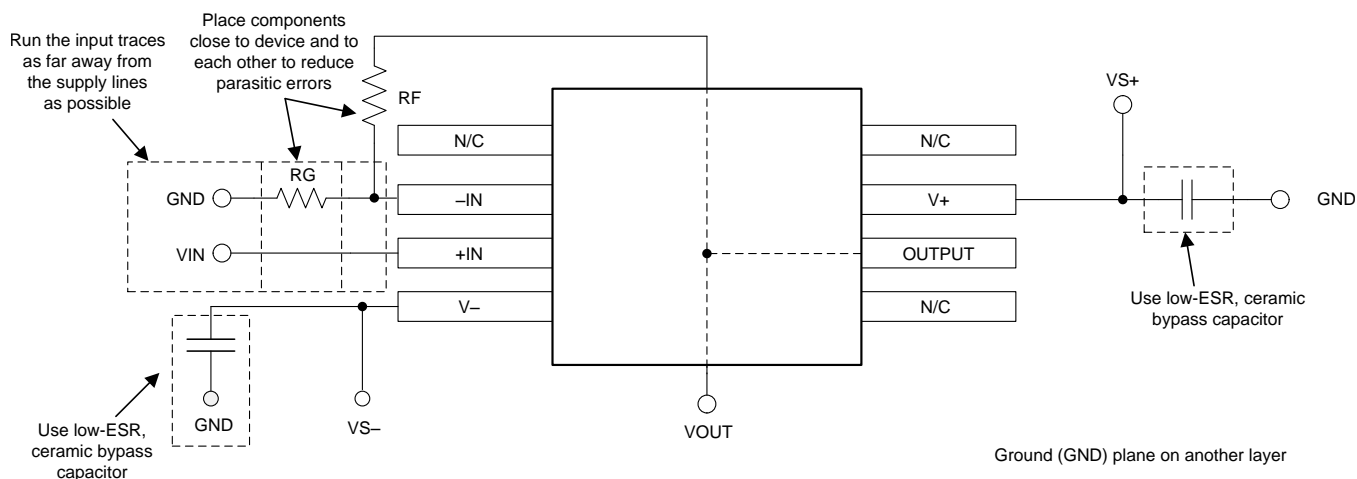 Run the input traces
as far away from
the supply lines
as possible
Place components
close to device and to
each other to reduce
parasitic errors
RF
N/C
RG
GND
–IN
VIN
+IN
V–
GND
Use low-ESR,
ceramic bypass
capacitor
VS–
VOUT
N/C
V+
OUTPUT
N/C
VS+
GND
Use low-ESR, ceramic
bypass capacitor
Ground (GND) plane on another layer